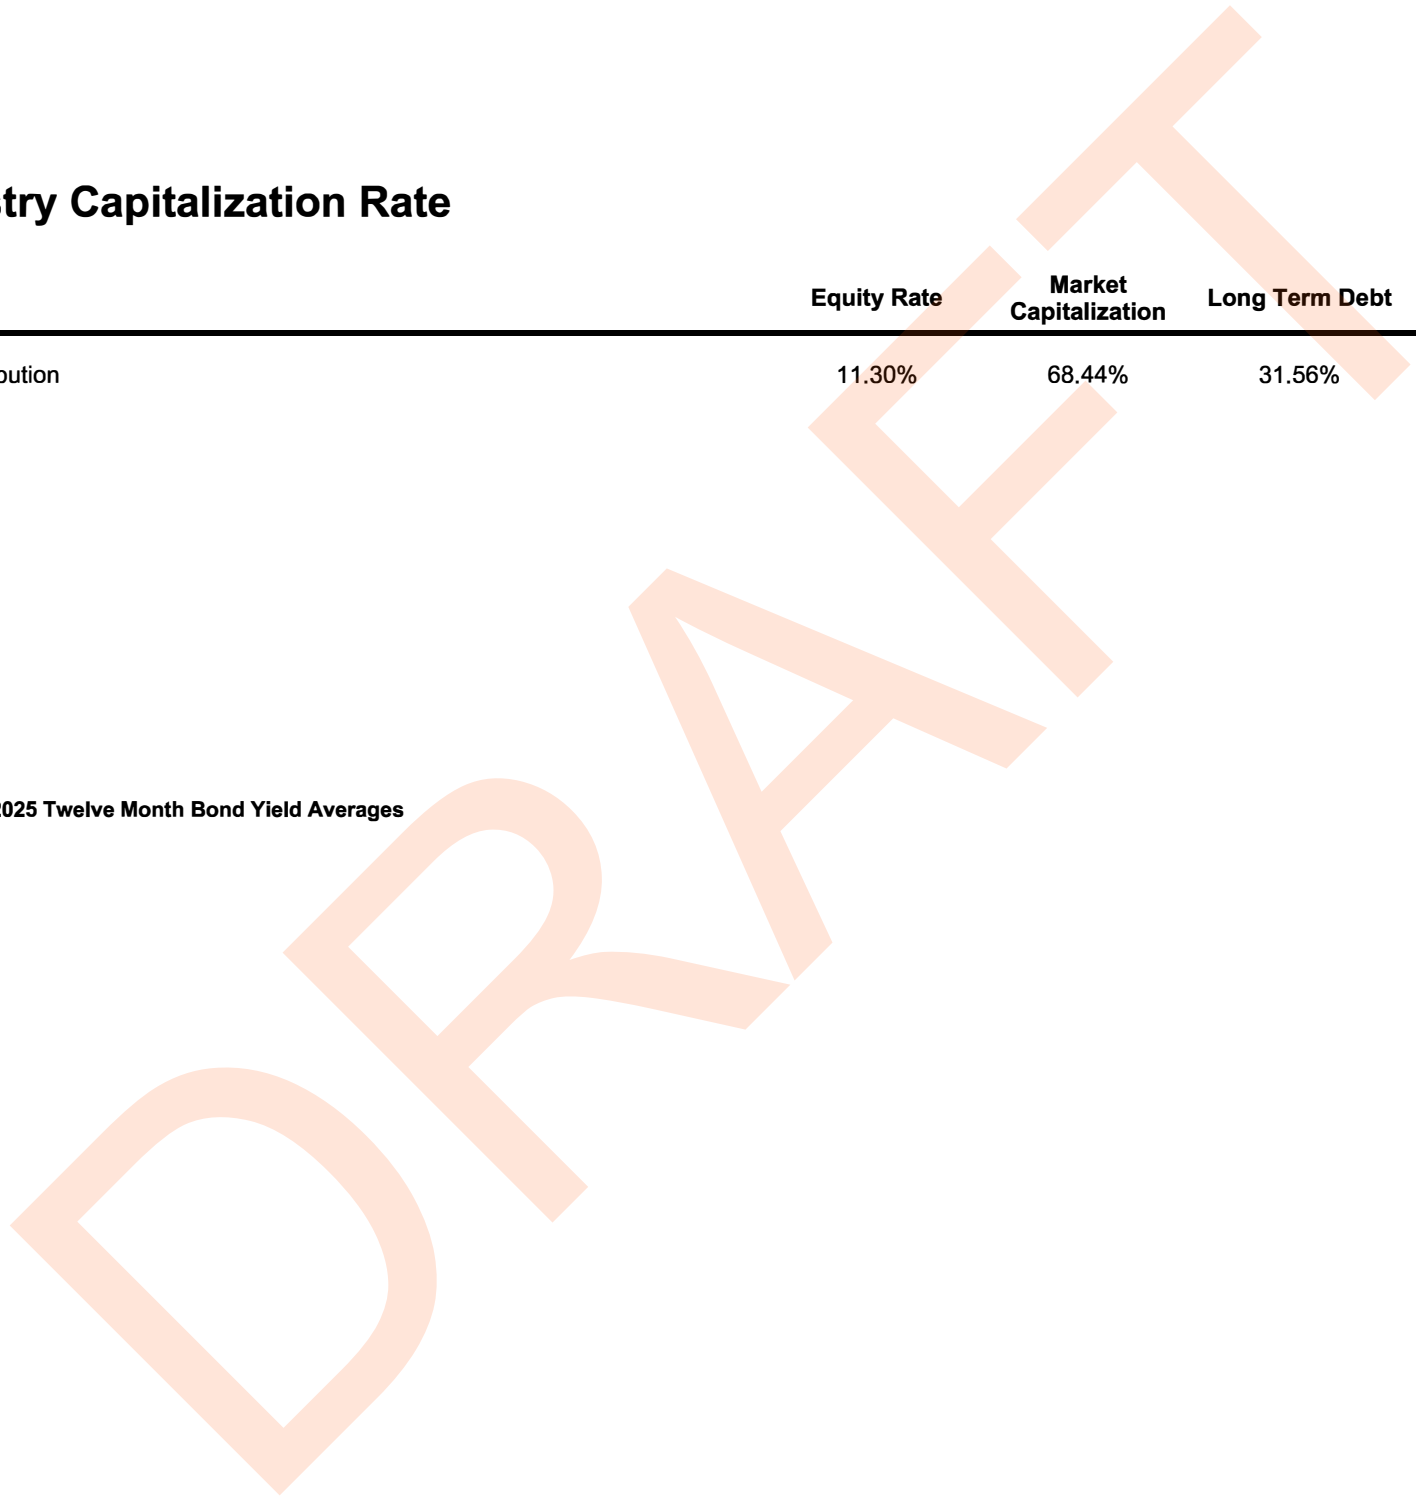 stry Capitalization Rate
Equity Rate Market Capitalization Long Term Debt
bution 11.30% 68.44% 31.56%
2025 Twelve Month Bond Yield Averages
DRAFT